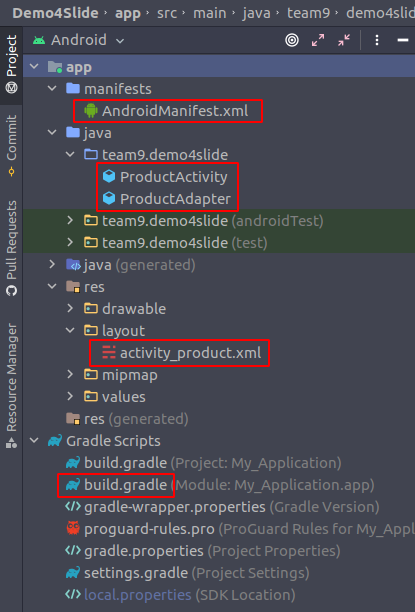 Demo4Slide > app > src > main > java > team9 > demo4slide
Project
Commit
Pull Requests
Resource Manager
Android
app
manifests
AndroidManifest.xml
java
team9.demo4slide
ProductActivity
ProductAdapter
team9.demo4slide (androidTest)
team9.demo4slide (test)
java (generated)
res
drawable
layout
activity_product.xml
mipmap
values
res (generated)
Gradle Scripts
build.gradle (Project: My_Application)
build.gradle (Module: My_Application.app)
gradle-wrapper.properties (Gradle Version)
proguard-rules.pro (ProGuard Rules for My_Appl
gradle.properties (Project Properties)
settings.gradle (Project Settings)
local.properties (SDK Location)